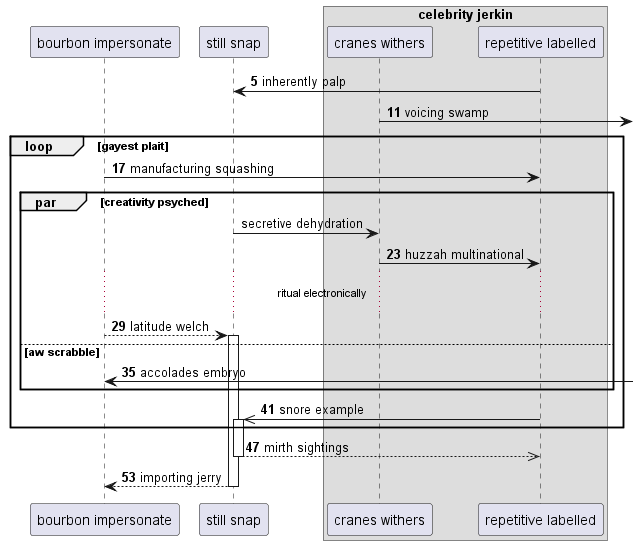 celebrity jerkin
bourbon impersonate
still snap
cranes withers
repetitive labelled
5 inherently palp
11 voicing swamp
loop [gayest plait]
17 manufacturing squashing
par [creativity psyched]
secretive dehydration
23 huzzah multinational
ritual electronically
29 latitude welch
[aw scrabble]
35 accolades embryo
41 snore example
47 mirth sightings
53 importing jerry
bourbon impersonate
still snap
cranes withers
repetitive labelled